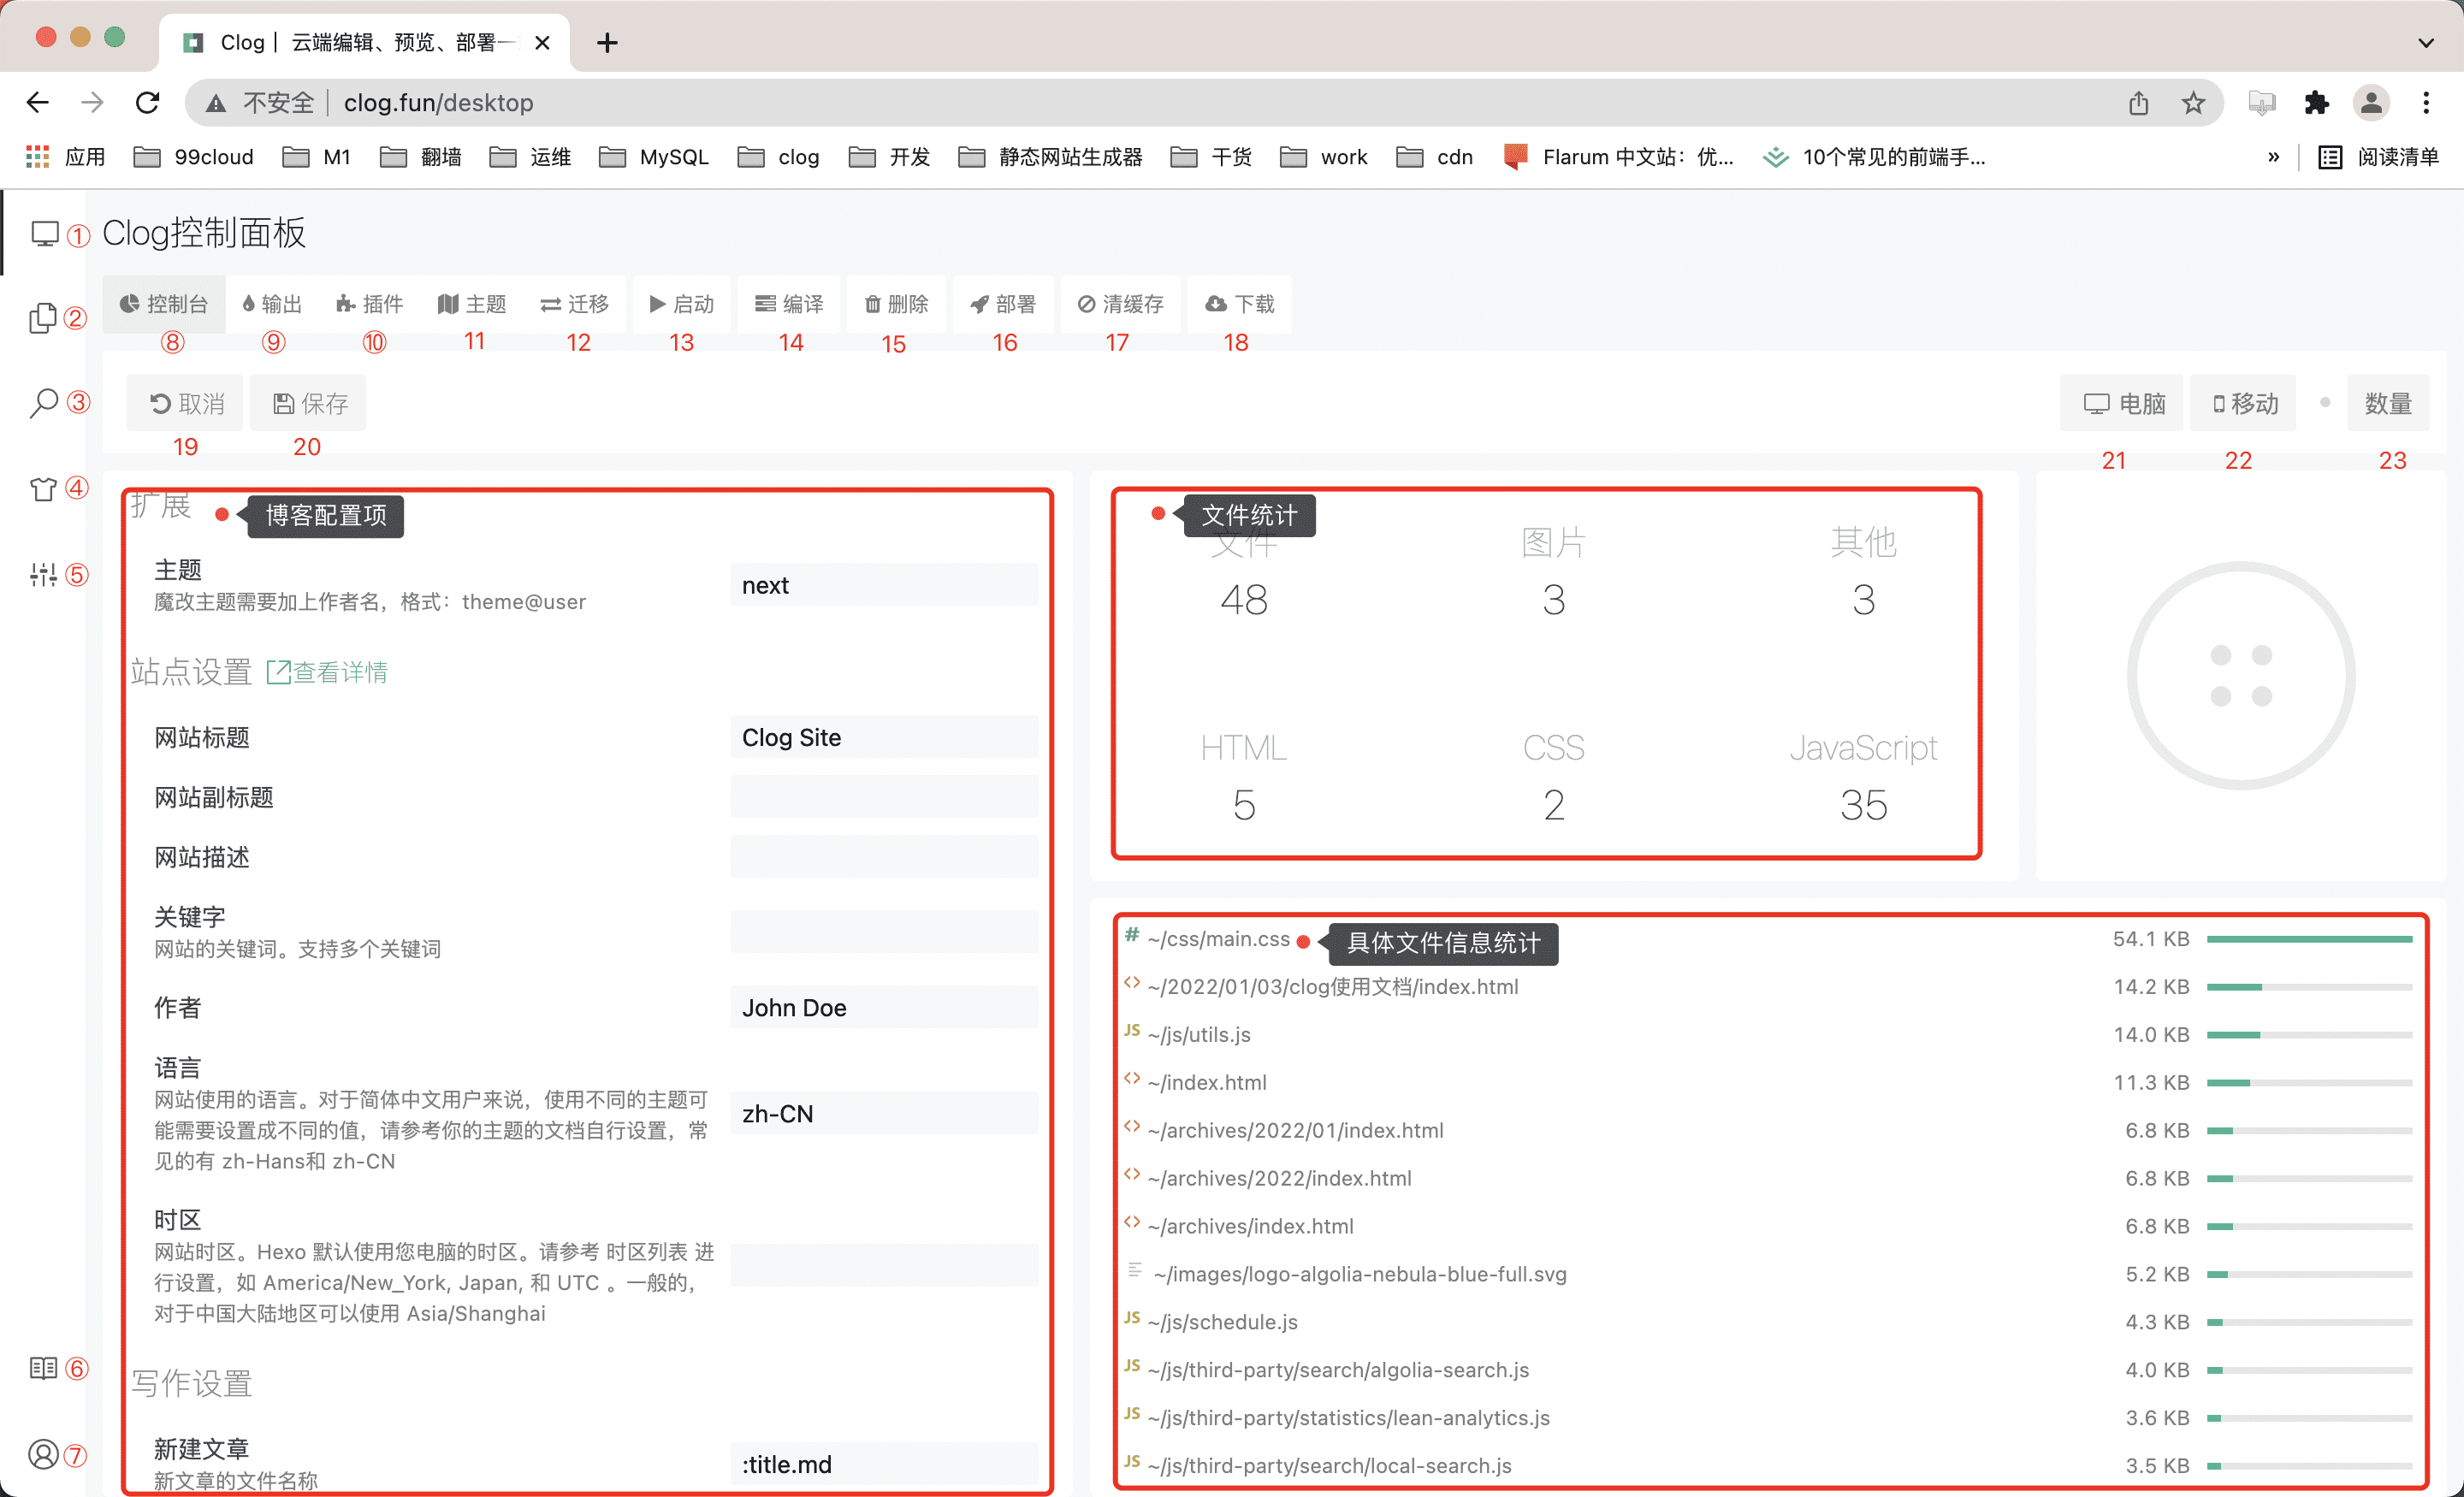 Clog | 云端编辑、预览、部署一
不安全 | clog.fun/desktop
应用 99cloud M1 翻墙 运维 MySQL clog 开发 静态网站生成器 干货 work cdn Flarum 中文站：优... 10个常见的前端手... » 阅读清单
① Clog控制面板
②
③
④
⑤
⑥
⑦
控制台 输出 插件 主题 迁移 启动 编译 删除 部署 清缓存 下载
⑧ ⑨ ⑩ 11 12 13 14 15 16 17 18
取消 保存 电脑 移动 数量
19 20 21 22 23
扩展 博客配置项
主题 next
魔改主题需要加上作者名，格式：theme@user
站点设置 查看详情
网站标题 Clog Site
网站副标题
网站描述
关键字
网站的关键词。支持多个关键词
作者 John Doe
语言 zh-CN
网站使用的语言。对于简体中文用户来说，使用不同的主题可
能需要设置成不同的值，请参考你的主题的文档自行设置，常
见的有 zh-Hans和 zh-CN
时区
网站时区。Hexo 默认使用您电脑的时区。请参考 时区列表 进
行设置，如 America/New_York, Japan, 和 UTC 。一般的，
对于中国大陆地区可以使用 Asia/Shanghai
写作设置
新建文章 :title.md
新文章的文件名称
文件统计
文件 图片 其他
48 3 3
HTML CSS JavaScript
5 2 35
# ~/css/main.css 具体文件信息统计 54.1 KB
<> ~/2022/01/03/clog使用文档/index.html 14.2 KB
JS ~/js/utils.js 14.0 KB
<> ~/index.html 11.3 KB
<> ~/archives/2022/01/index.html 6.8 KB
<> ~/archives/2022/index.html 6.8 KB
<> ~/archives/index.html 6.8 KB
~/images/logo-algolia-nebula-blue-full.svg 5.2 KB
JS ~/js/schedule.js 4.3 KB
JS ~/js/third-party/search/algolia-search.js 4.0 KB
JS ~/js/third-party/statistics/lean-analytics.js 3.6 KB
JS ~/js/third-party/search/local-search.js 3.5 KB